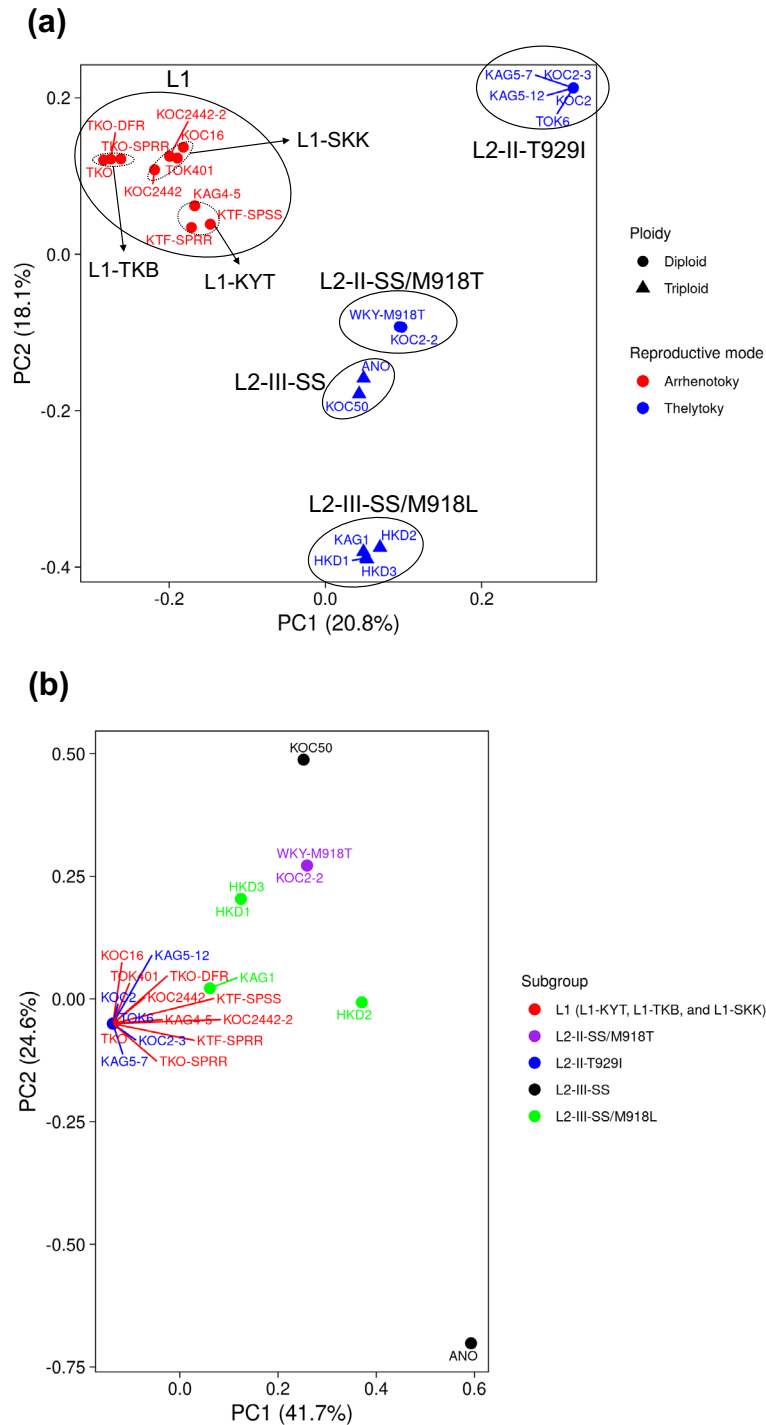 (a)
L1
KOC2442-2
KOC16
TKO-DFR
TKO-SPRR
TKO
TOK401
KOC2442
KAG4-5
KTF-SPSS
KTF-SPRR
L1-SKK
L1-TKB
L1-KYT
KAG5-7
KOC2-3
KAG5-12
KOC2
TOK6
L2-II-T929I
L2-II-SS/M918T
WKY-M918T
KOC2-2
L2-III-SS
ANO
KOC50
L2-III-SS/M918L
KAG1
HKD2
HKD1
HKD3
0.2
0.0
-0.2
-0.4
PC2 (18.1%)
-0.2
0.0
0.2
PC1 (20.8%)
Ploidy
Diploid
Triploid
Reproductive mode
Arrhenotoky
Thelytoky
(b)
0.50
0.25
0.00
-0.25
-0.50
-0.75
PC2 (24.6%)
KOC50
WKY-M918T
KOC2-2
HKD3
HKD1
KOC16
KAG5-12
TOK401
TKO-DFR
KAG1
KOC2
KOC2442
KTF-SPSS
HKD2
TOK6
KAG4-5
KOC2442-2
TKO
KOC2-3
KTF-SPRR
KAG5-7
TKO-SPRR
ANO
0.0
0.2
0.4
0.6
PC1 (41.7%)
Subgroup
L1 (L1-KYT, L1-TKB, and L1-SKK)
L2-II-SS/M918T
L2-II-T929I
L2-III-SS
L2-III-SS/M918L